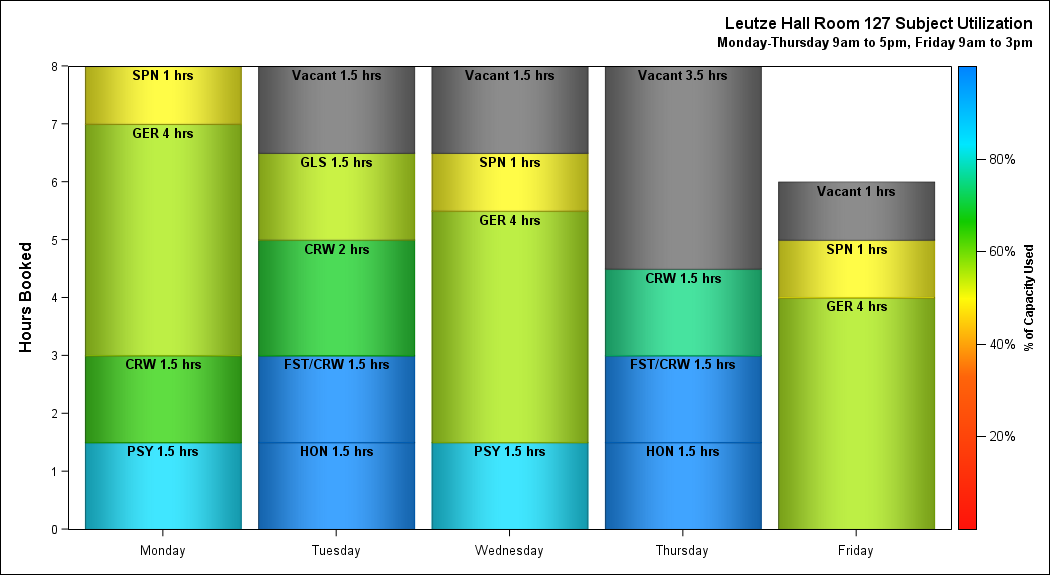 Leutze Hall Room 127 Subject Utilization
Monday-Thursday 9am to 5pm, Friday 9am to 3pm
Hours Booked
8
7
6
5
4
3
2
1
0
SPN 1 hrs
GER 4 hrs
CRW 1.5 hrs
PSY 1.5 hrs
Monday
Vacant 1.5 hrs
GLS 1.5 hrs
CRW 2 hrs
FST/CRW 1.5 hrs
HON 1.5 hrs
Tuesday
Vacant 1.5 hrs
SPN 1 hrs
GER 4 hrs
PSY 1.5 hrs
Wednesday
Vacant 3.5 hrs
CRW 1.5 hrs
FST/CRW 1.5 hrs
HON 1.5 hrs
Thursday
Vacant 1 hrs
SPN 1 hrs
GER 4 hrs
Friday
80%
60%
40%
20%
% of Capacity Used